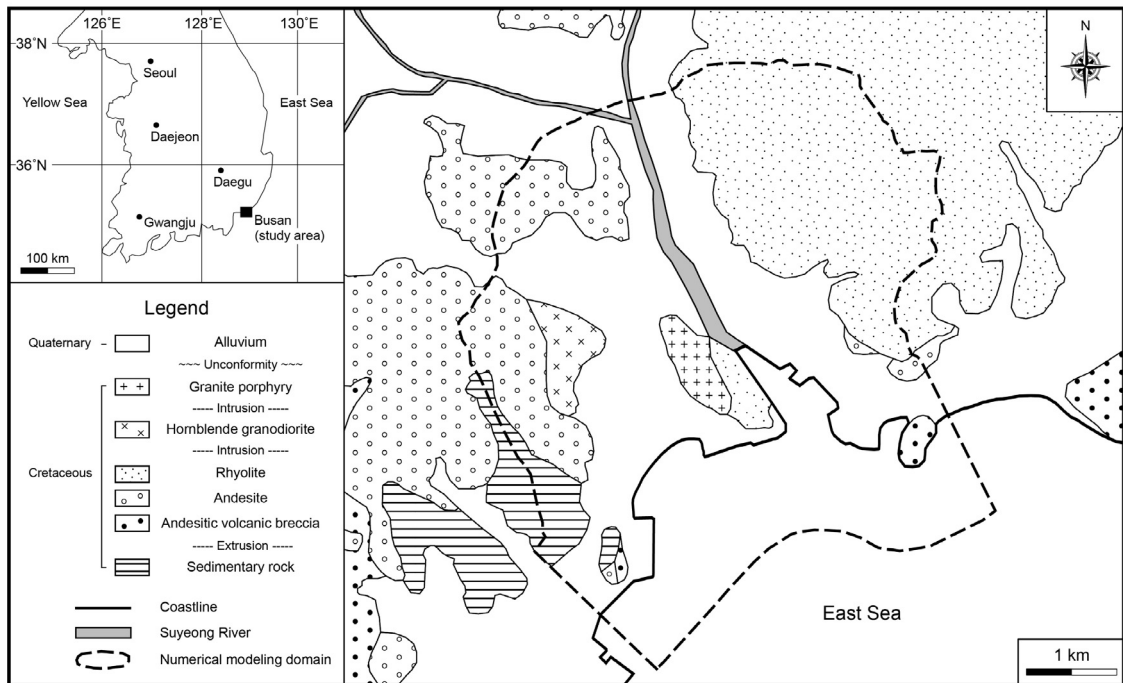 126°E 128°E 130°E
38°N
Seoul
Yellow Sea
East Sea
Daejeon
36°N
Daegu
Gwangju
Busan
(study area)
100 km
Legend
Quaternary
Alluvium
~~~ Unconformity ~~~
Granite porphyry
----- Intrusion -----
Hornblende granodiorite
----- Intrusion -----
Cretaceous
Rhyolite
Andesite
Andesitic volcanic breccia
----- Extrusion -----
Sedimentary rock
Coastline
Suyeong River
Numerical modeling domain
N
East Sea
1 km